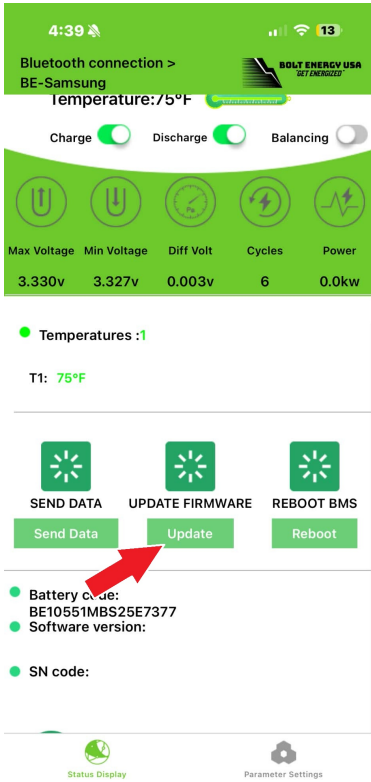 4:39
13
Bluetooth connection >
BE-Samsung
BOLT ENERGY USA
"GET ENERGIZED"
Temperature:75°F
Charge Discharge Balancing
Max Voltage Min Voltage Diff Volt Cycles Power
3.330v 3.327v 0.003v 6 0.0kw
Temperatures :1
T1: 75°F
SEND DATA UPDATE FIRMWARE REBOOT BMS
Send Data Update Reboot
Battery code:
BE10551MBS25E7377
Software version:
SN code:
Status Display Parameter Settings